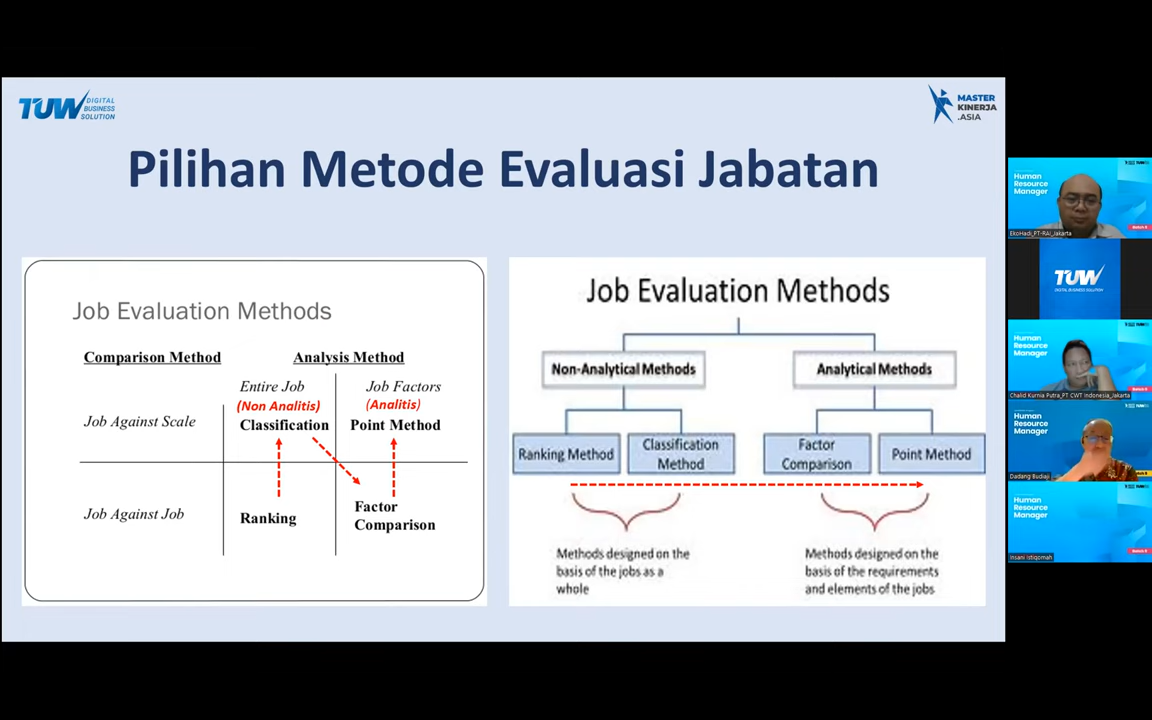 TUW DIGITAL
BUSINESS
SOLUTION
MASTER
KINERJA
.ASIA
Pilihan Metode Evaluasi Jabatan
Job Evaluation Methods
Comparison Method
Analysis Method
Entire Job
Job Factors
(Non Analitis)
(Analitis)
Job Against Scale
Classification
Point Method
Job Against Job
Ranking
Factor
Comparison
Job Evaluation Methods
Non-Analytical Methods
Analytical Methods
Ranking Method
Classification
Method
Factor
Comparison
Point Method
Methods designed on the
basis of the jobs as a
whole
Methods designed on the
basis of the requirements
and elements of the jobs
Human
Resource
Manager
EkoHadi_PT-RAI_Jakarta
TUW
DIGITAL BUSINESS SOLUTION
Human
Resource
Manager
Chalid Kurnia Putra_PT CWT Indonesia_Jakarta
Human
Resource
Manager
Dadang Budiaji
Human
Resource
Manager
Insani Istiqomah